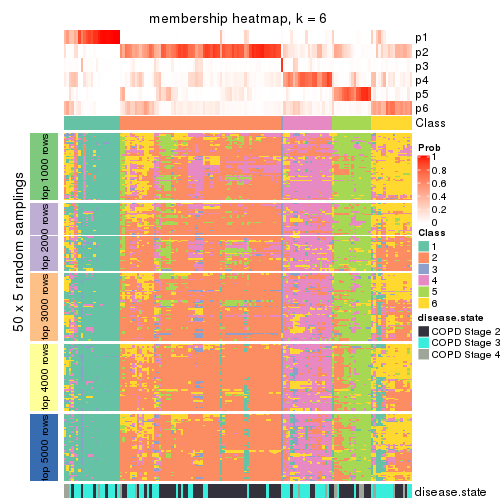 membership heatmap, k = 6
p1
p2
p3
p4
p5
p6
Class
50 x 5 random samplings
top 1000 rows
top 2000 rows
top 3000 rows
top 4000 rows
top 5000 rows
disease.state
Prob
1
0.8
0.6
0.4
0.2
0
Class
1
2
3
4
5
6
disease.state
COPD Stage 2
COPD Stage 3
COPD Stage 4